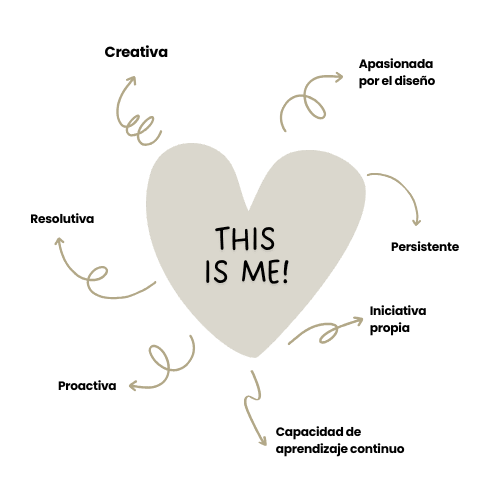 Creativa
Apasionada
por el diseño
Resolutiva
THIS
IS ME!
Persistente
Iniciativa
propia
Proactiva
Capacidad de
aprendizaje continuo